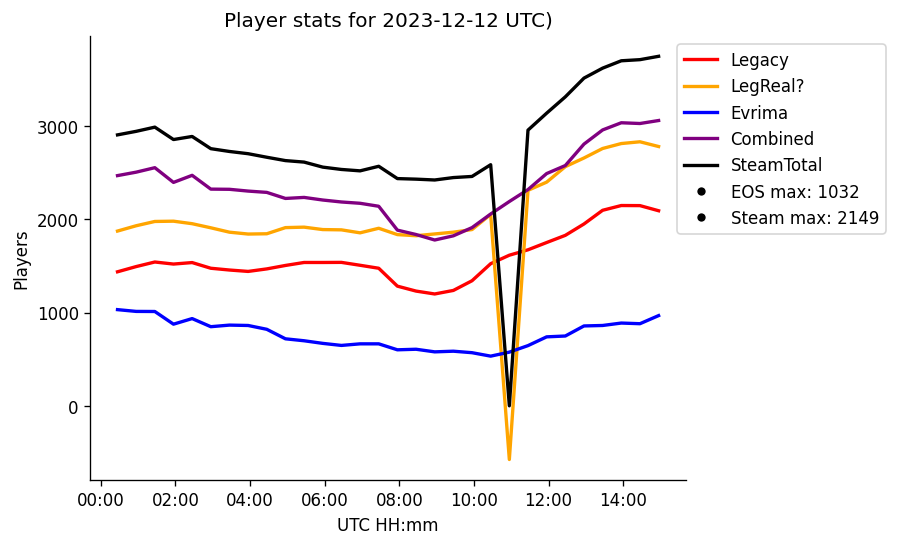 Player stats for 2023-12-12 UTC)
Legacy
LegReal?
Evrima
Combined
SteamTotal
EOS max: 1032
Steam max: 2149
Players
3000
2000
1000
0
00:00 02:00 04:00 06:00 08:00 10:00 12:00 14:00
UTC HH:mm